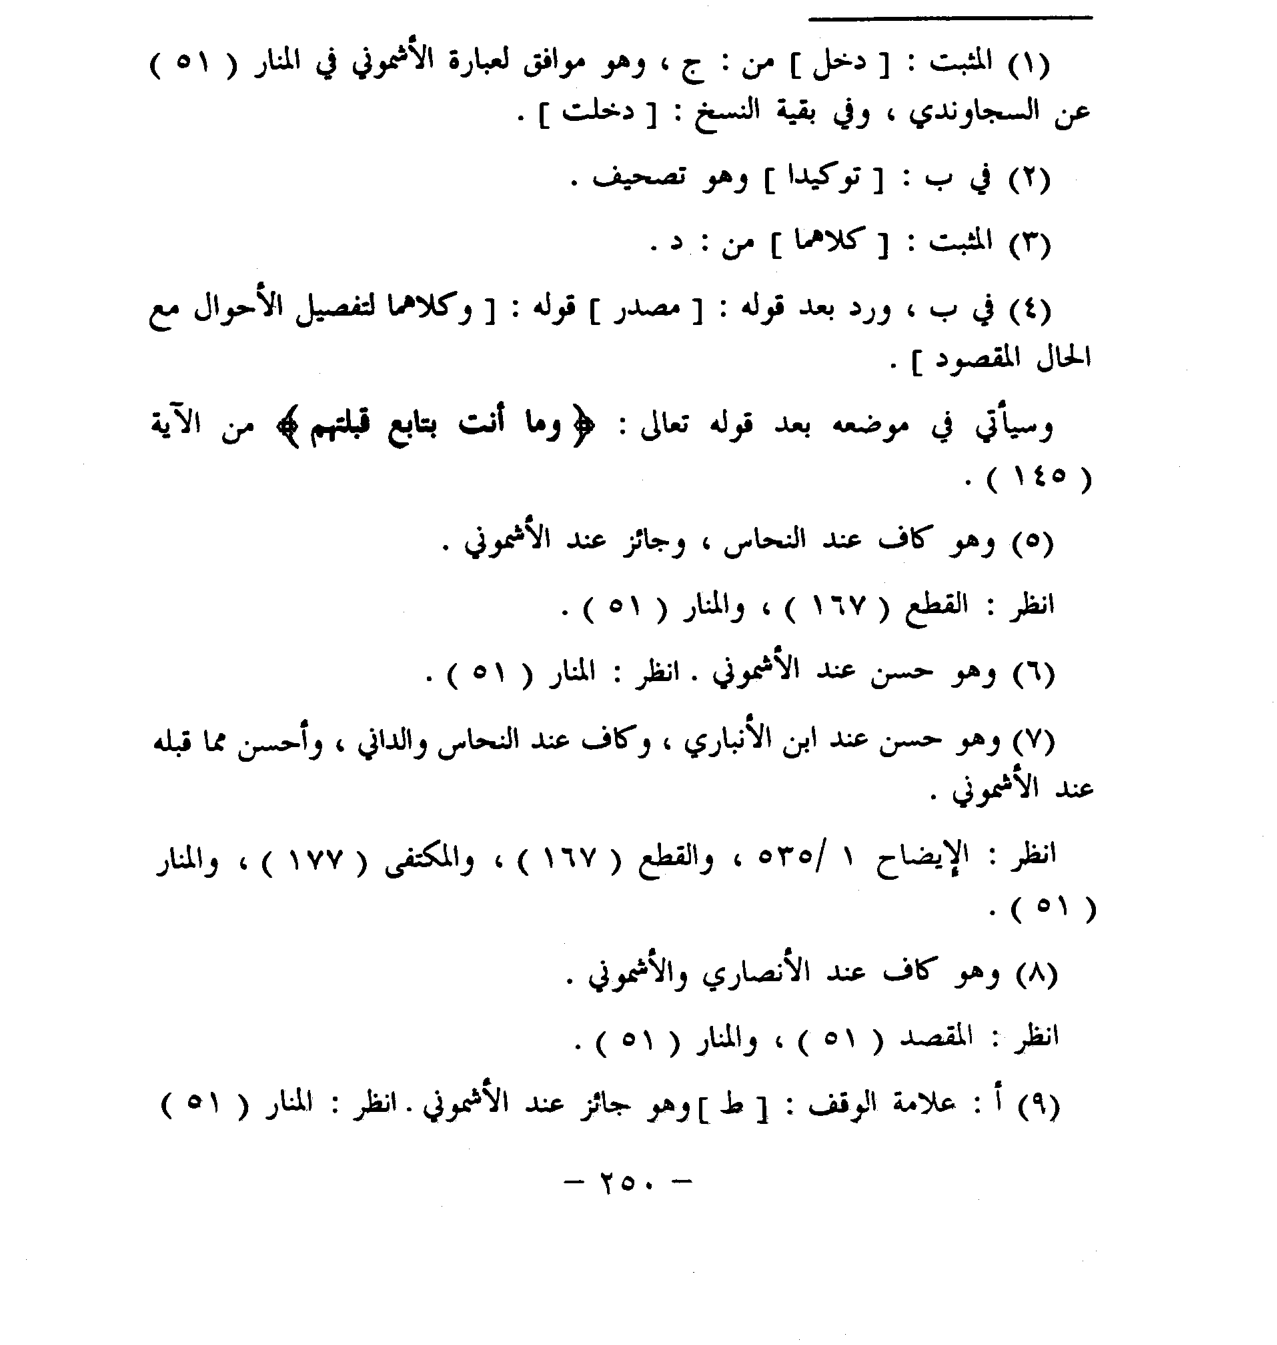 (١) المثبت : [ دخل ] من : ج ، وهو موافق لعبارة الأشموني في المنار ( ٥١ )
عن السجاوندي ، وفي بقية النسخ : [ دخلت ] .
(٢) في ب : [ توكيدا ] وهو تصحيف .
(٣) المثبت : [ كلاهما ] من : د .
(٤) في ب ، ورد بعد قوله : [ مصدر ] قوله : [ وكلاهما لتفصيل الأحوال مع
الحال المقصود ] .
وسيأتي في موضعه بعد قوله تعالى : ﴿ وما أنت بتابع قبلتهم ﴾ من الآية
( ١٤٥ ) .
(٥) وهو كاف عند النحاس ، وجائز عند الأشموني .
انظر : القطع ( ١٦٧ ) ، والمنار ( ٥١ ) .
(٦) وهو حسن عند الأشموني . انظر : المنار ( ٥١ ) .
(٧) وهو حسن عند ابن الأنباري ، وكاف عند النحاس والداني ، وأحسن مما قبله
عند الأشموني .
انظر : الإيضاح ١ /٥٣٥ ، والقطع ( ١٦٧ ) ، والمكتفى ( ١٧٧ ) ، والمنار
( ٥١ ) .
(٨) وهو كاف عند الأنصاري والأشموني .
انظر : المقصد ( ٥١ ) ، والمنار ( ٥١ ) .
(٩) أ : علامة الوقف : [ ط ] وهو جائز عند الأشموني . انظر : المنار ( ٥١ )
– ٢٥٠ –